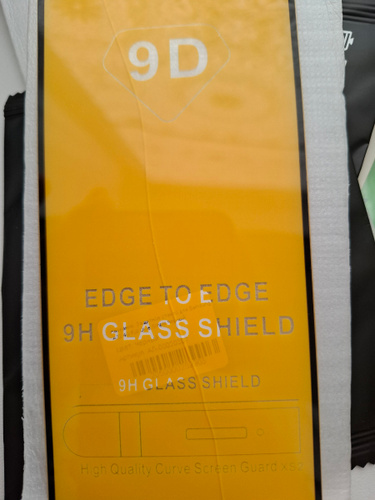 9D
EDGE TO EDGE
9H GLASS SHIELD
9H GLASS SHIELD
High Quality Curve Screen Guard